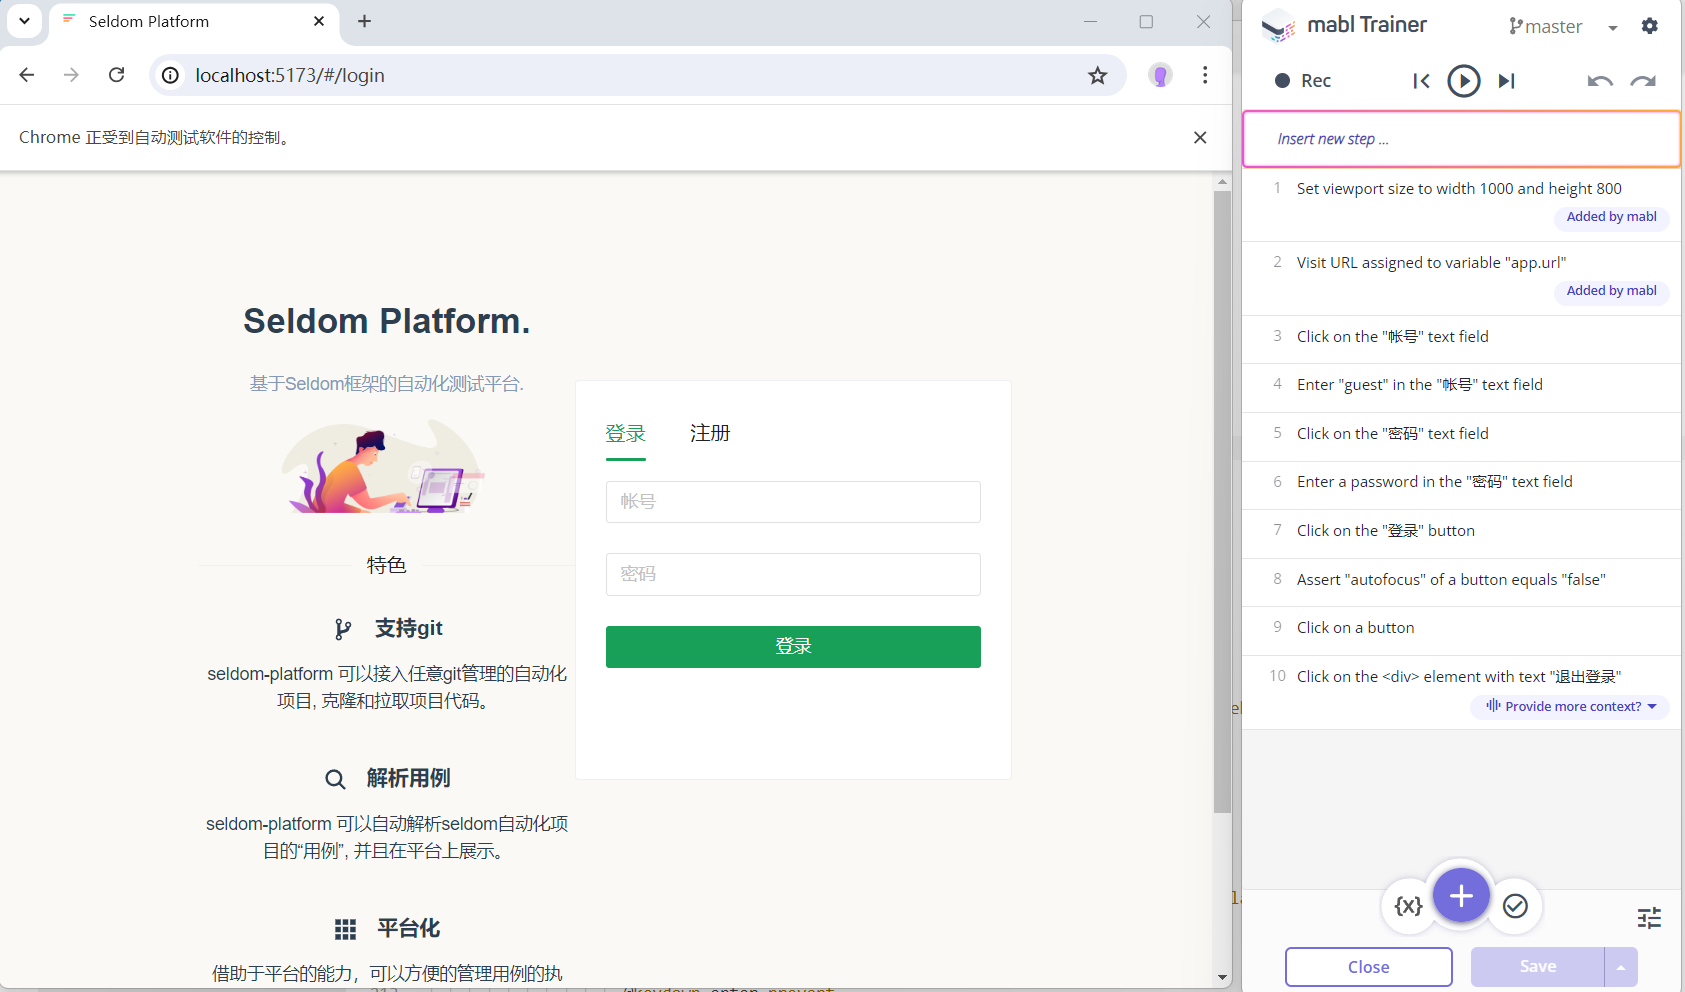 Seldom Platform
localhost:5173/#/login
Chrome 正受到自动测试软件的控制。
Seldom Platform.
基于Seldom框架的自动化测试平台.
特色
支持git
seldom-platform 可以接入任意git管理的自动化
项目, 克隆和拉取项目代码。
解析用例
seldom-platform 可以自动解析seldom自动化项
目的“用例”, 并且在平台上展示。
平台化
借助于平台的能力，可以方便的管理用例的执
登录 注册
帐号
密码
登录
mabl Trainer
master
Rec
Insert new step ...
1 Set viewport size to width 1000 and height 800
Added by mabl
2 Visit URL assigned to variable "app.url"
Added by mabl
3 Click on the "帐号" text field
4 Enter "guest" in the "帐号" text field
5 Click on the "密码" text field
6 Enter a password in the "密码" text field
7 Click on the "登录" button
8 Assert "autofocus" of a button equals "false"
9 Click on a button
10 Click on the <div> element with text "退出登录"
Provide more context?
{x}
Close
Save